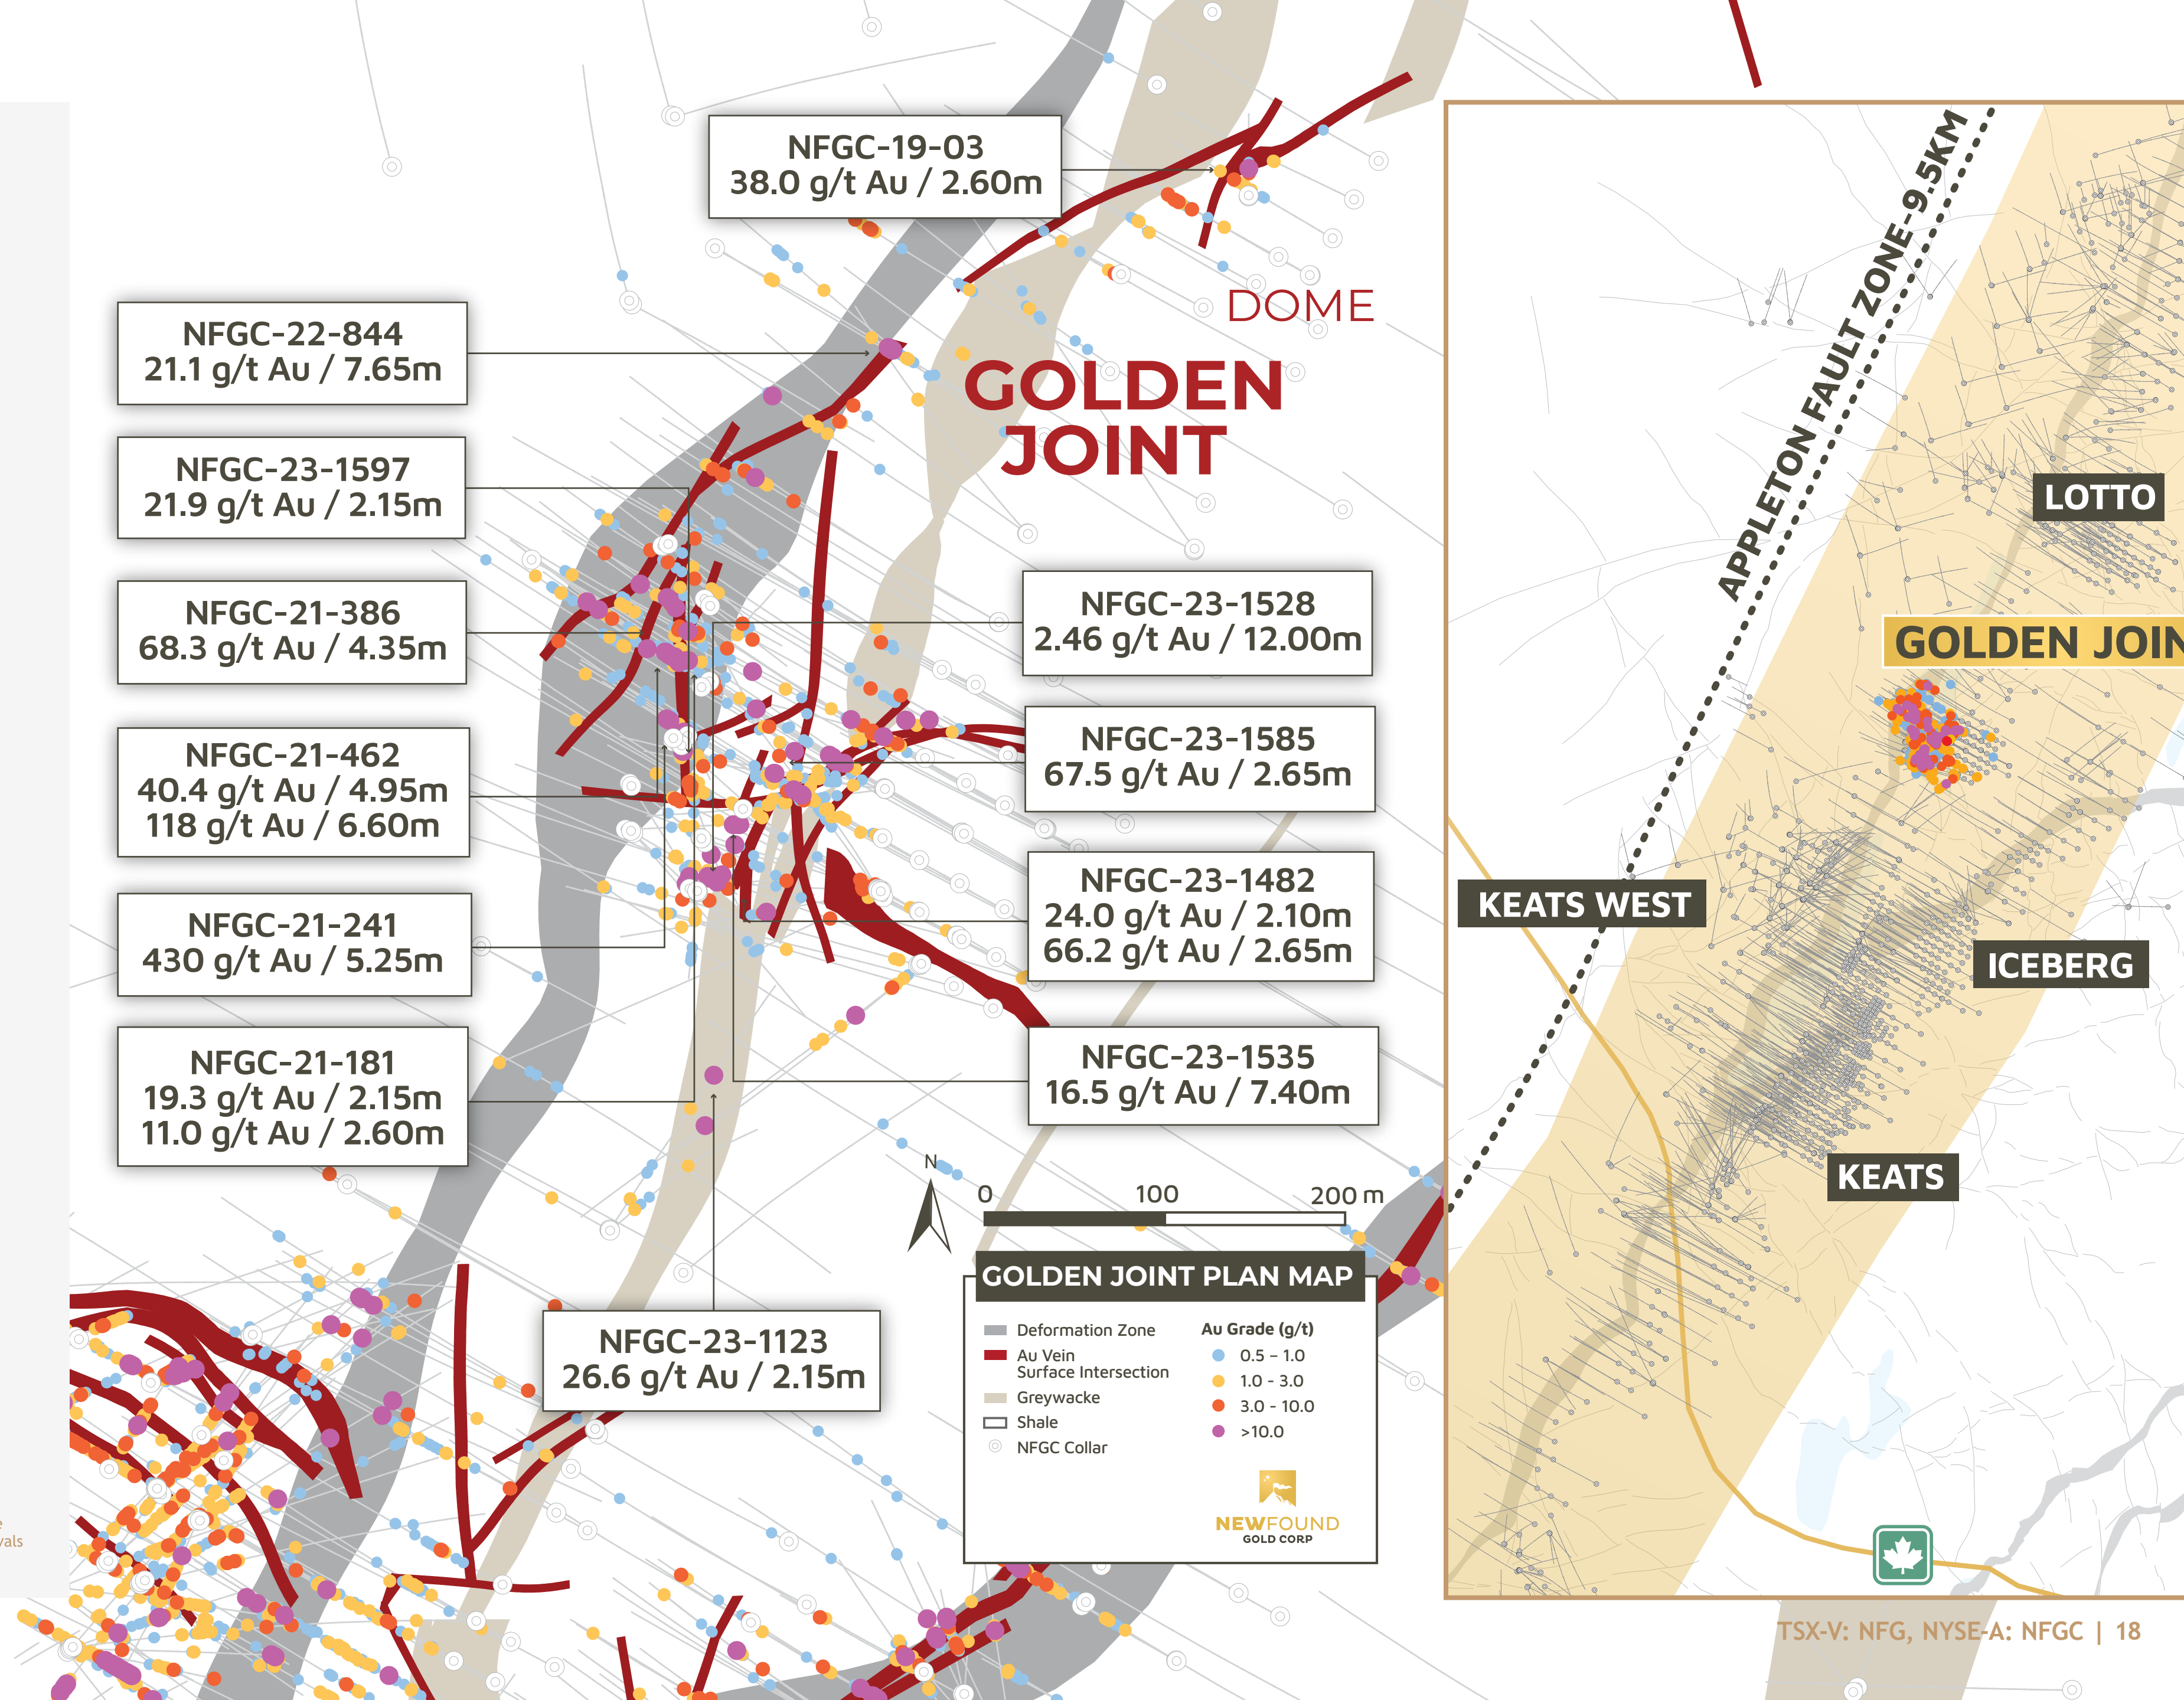 NFGC-19-03
38.0 g/t Au / 2.60m
DOME
GOLDEN
JOINT
NFGC-22-844
21.1 g/t Au / 7.65m
NFGC-23-1597
21.9 g/t Au / 2.15m
NFGC-21-386
68.3 g/t Au / 4.35m
NFGC-21-462
40.4 g/t Au / 4.95m
118 g/t Au / 6.60m
NFGC-21-241
430 g/t Au / 5.25m
NFGC-21-181
19.3 g/t Au / 2.15m
11.0 g/t Au / 2.60m
NFGC-23-1528
2.46 g/t Au / 12.00m
NFGC-23-1585
67.5 g/t Au / 2.65m
NFGC-23-1482
24.0 g/t Au / 2.10m
66.2 g/t Au / 2.65m
NFGC-23-1535
16.5 g/t Au / 7.40m
NFGC-23-1123
26.6 g/t Au / 2.15m
N
0 100 200 m
GOLDEN JOINT PLAN MAP
Deformation Zone
Au Vein
Surface Intersection
Greywacke
Shale
NFGC Collar
Au Grade (g/t)
0.5 – 1.0
1.0 - 3.0
3.0 - 10.0
>10.0
NEWFOUND
GOLD CORP
APPLETON FAULT ZONE-9.5KM
LOTTO
GOLDEN JOIN
KEATS WEST
ICEBERG
KEATS
TSX-V: NFG, NYSE-A: NFGC | 18